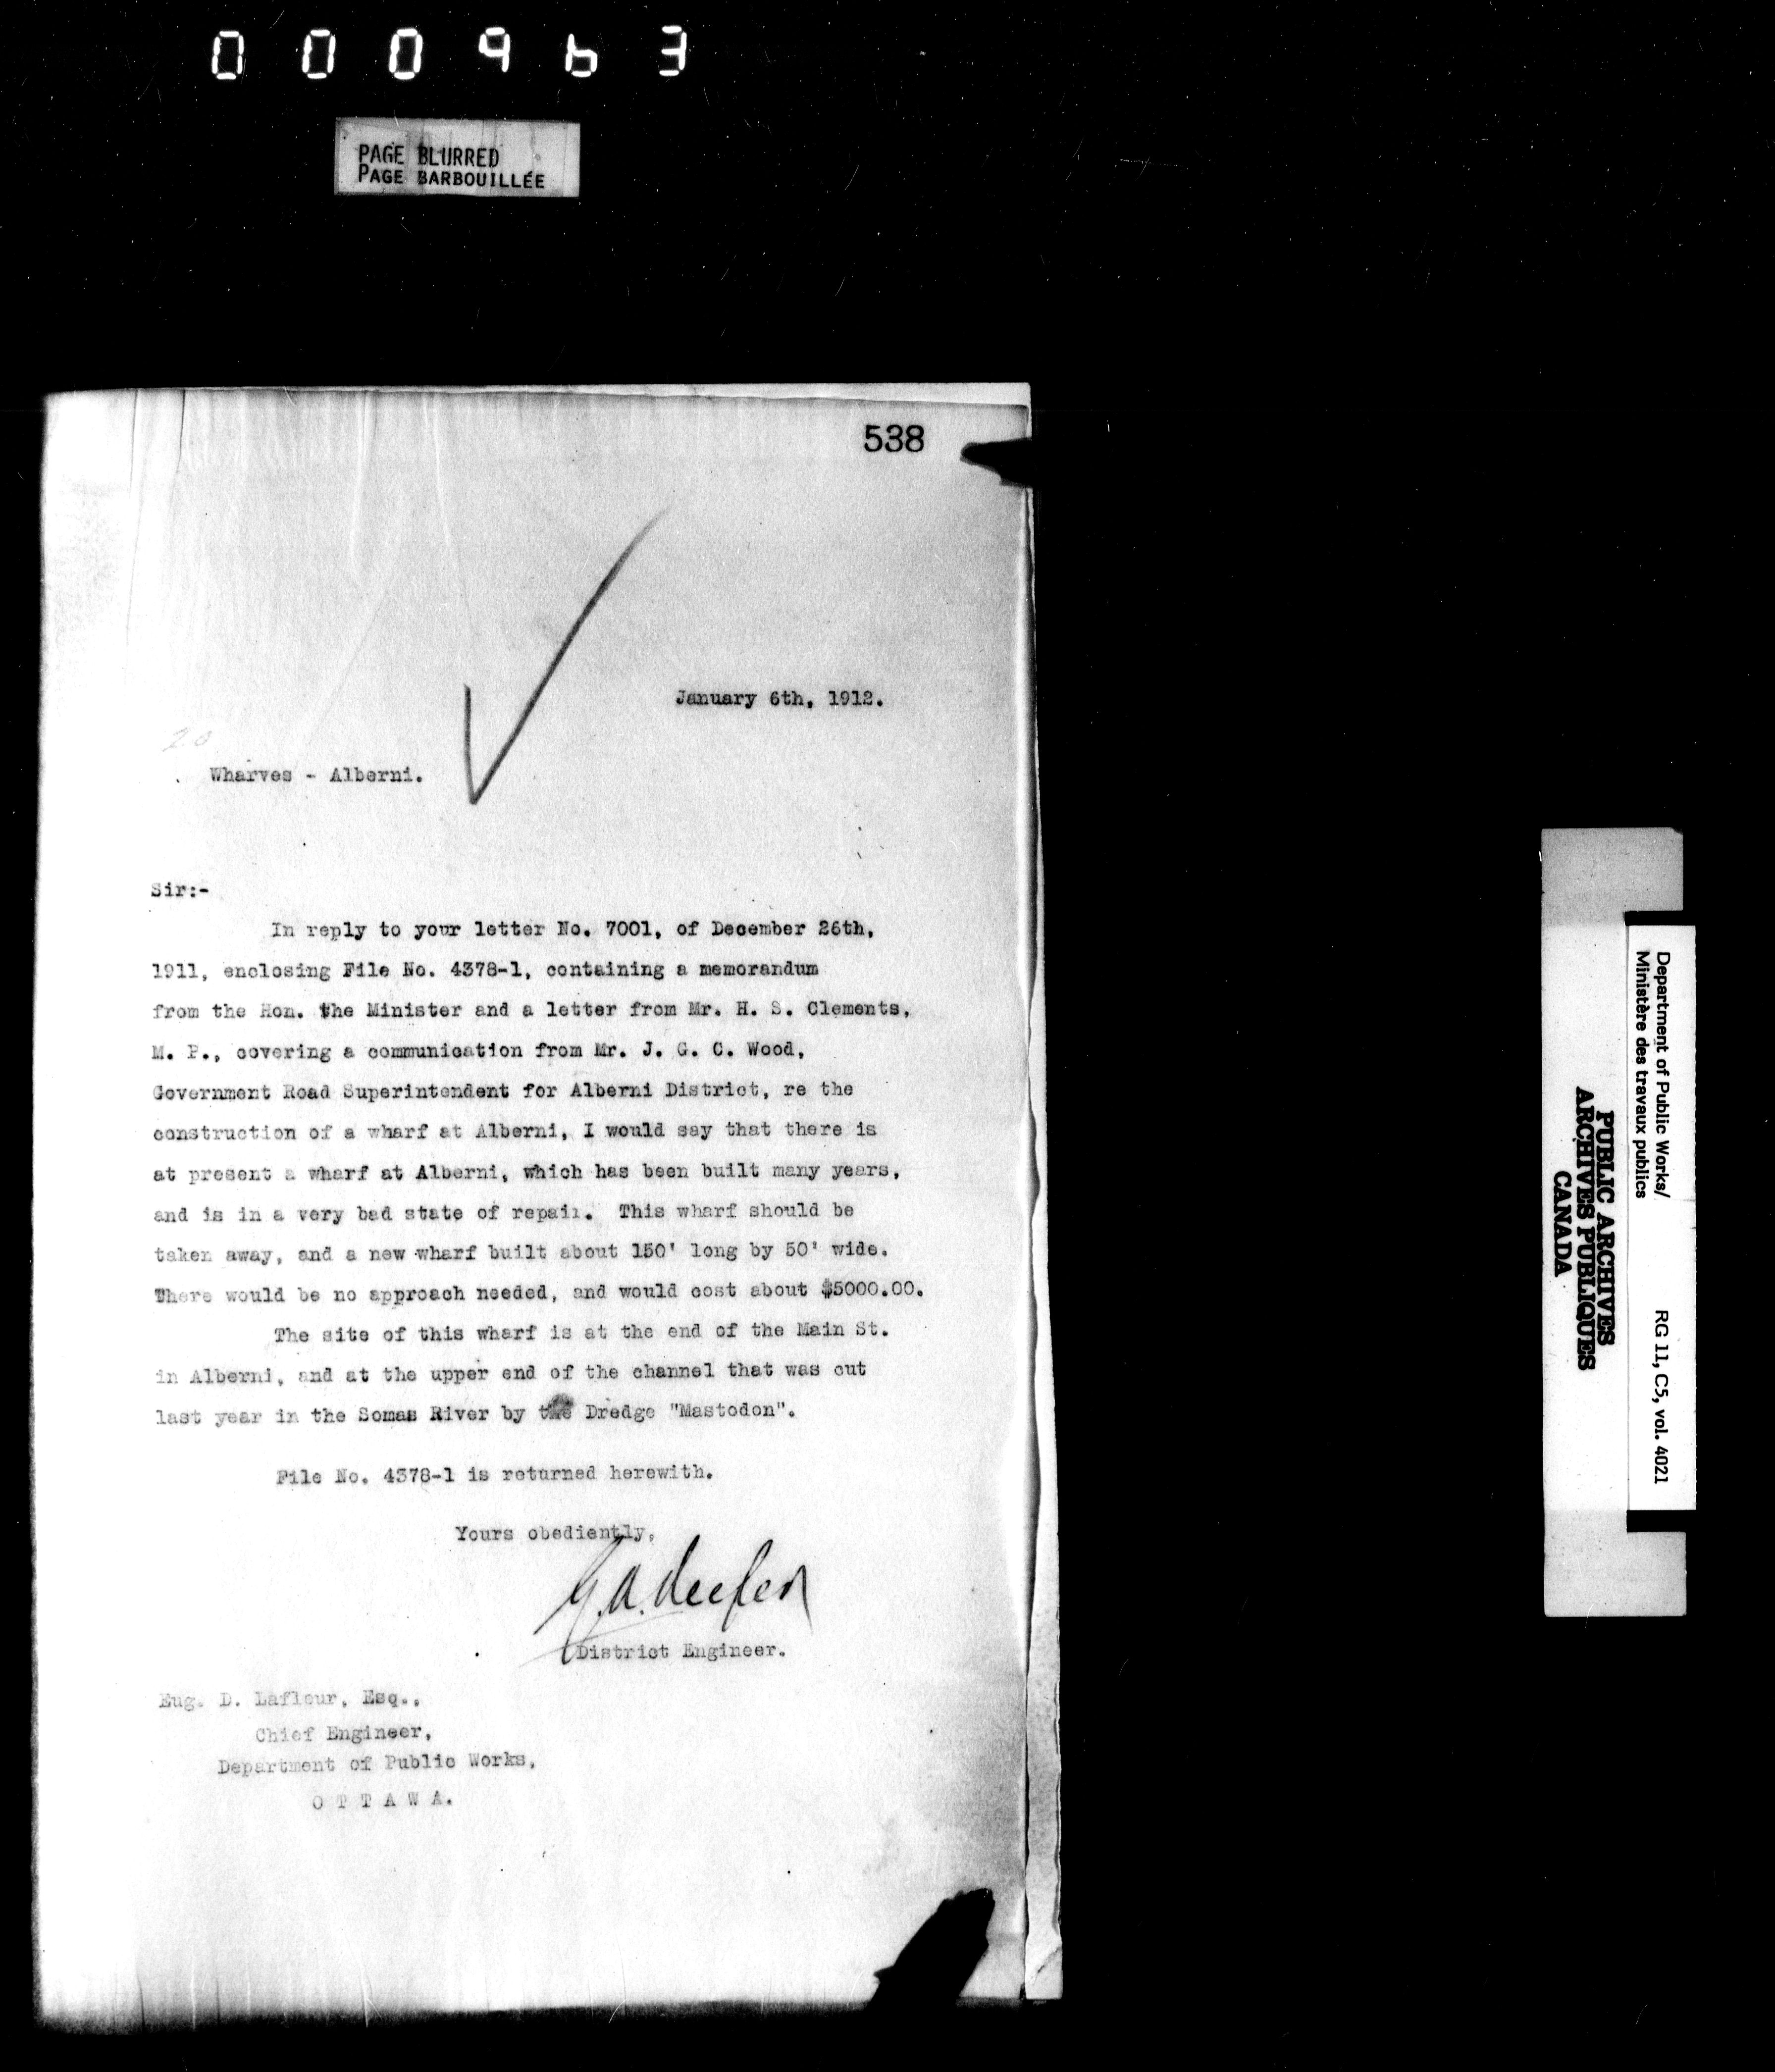 000963
PAGE BLURRED
PAGE BARBOUILLÉE
538
January 6th, 1912.
20
Wharves - Alberni.
Sir:-
In reply to your letter No. 7001, of December 26th,
1911, enclosing File No. 4378-1, containing a memorandum
from the Hon. the Minister and a letter from Mr. H. S. Clements,
M. P., covering a communication from Mr. J. G. C. Wood,
Government Road Superintendent for Alberni District, re the
construction of a wharf at Alberni, I would say that there is
at present a wharf at Alberni, which has been built many years,
and is in a very bad state of repair. This wharf should be
taken away, and a new wharf built about 150' long by 50' wide.
There would be no approach needed, and would cost about $5000.00.
The site of this wharf is at the end of the Main St.
in Alberni, and at the upper end of the channel that was cut
last year in the Somas River by the Dredge "Mastodon".
File No. 4378-1 is returned herewith.
Yours obediently,
G.A. Keefer
District Engineer.
Eug. D. Lafleur, Esq.,
Chief Engineer,
Department of Public Works,
O T T A W A.
Department of Public Works/
Ministère des travaux publics
RG 11, C5, vol. 4021
PUBLIC ARCHIVES
ARCHIVES PUBLIQUES
CANADA